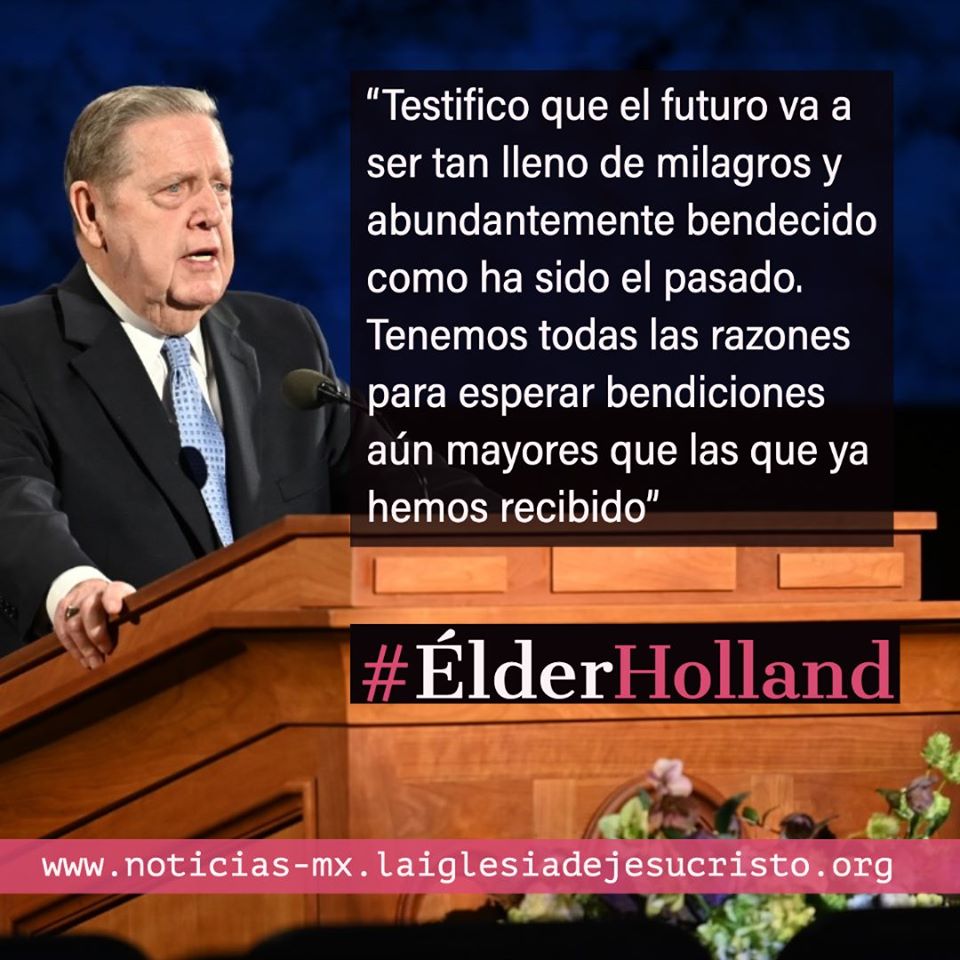 “Testifico que el futuro va a
ser tan lleno de milagros y
abundantemente bendecido
como ha sido el pasado.
Tenemos todas las razones
para esperar bendiciones
aún mayores que las que ya
hemos recibido”
#ÉlderHolland
www.noticias-mx.laiglesiadejesucristo.org